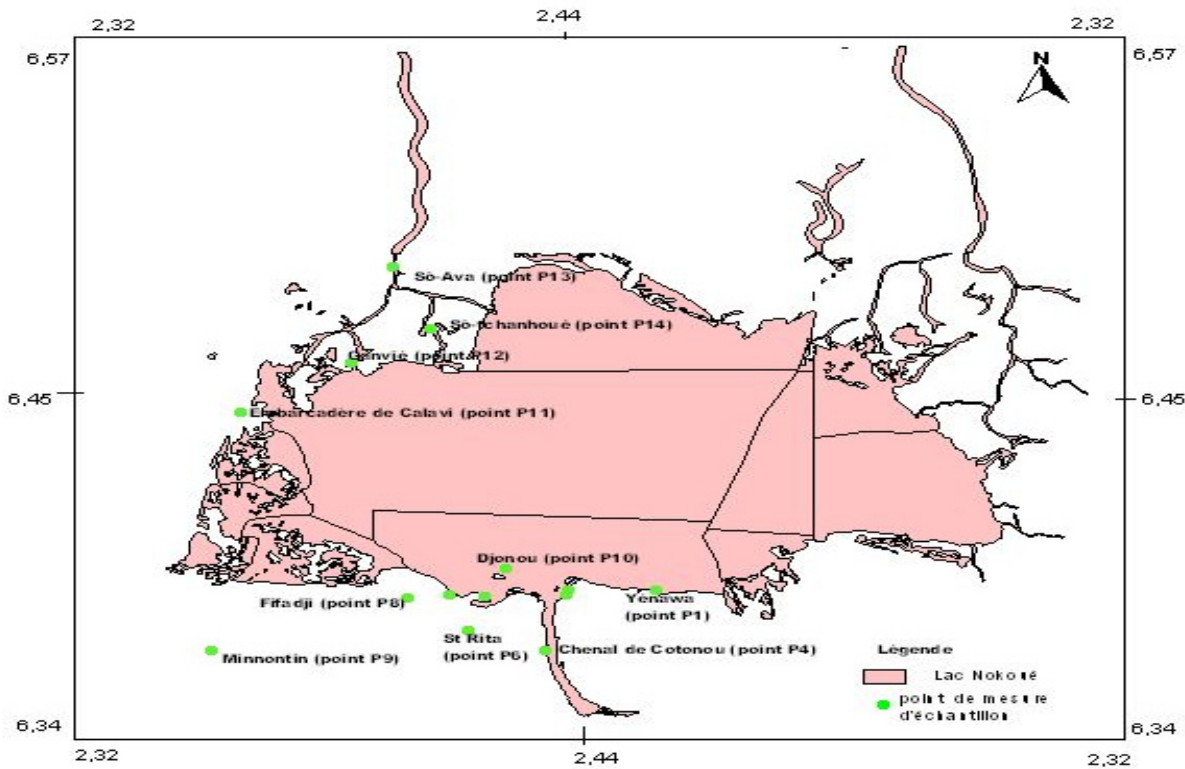 2,32 2,44 2,32
6,57 6,57
N
Sô-Ava (point P13)
Sô-tchanhoué (point P14)
Ganvié (point P12)
6,45 6,45
Embarcadère de Calavi (point P11)
Djonou (point P10)
Fifadji (point P8)
Yénawa
(point P1)
St Rita
(point P6)
Chenal de Cotonou (point P4)
Minnontin (point P9)
Légende
Lac Nokoué
point de mesure
d'échantillon
6,34 6,34
2,32 2,44 2,32